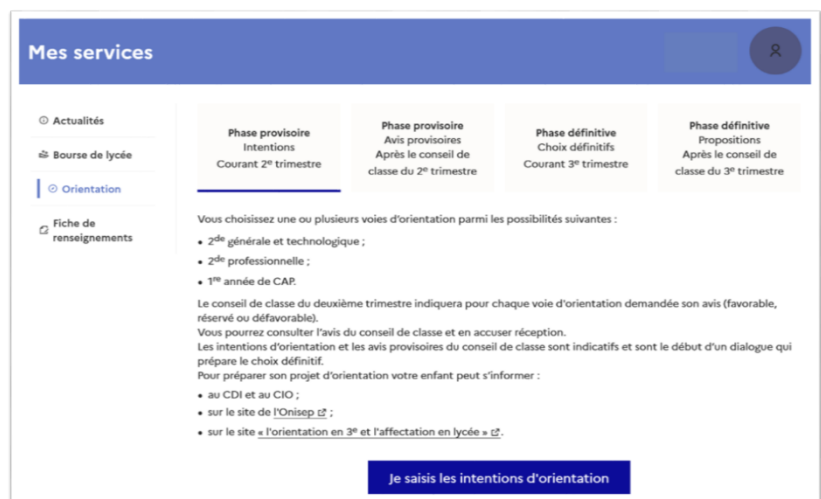 Mes services
Actualités
Bourse de lycée
Orientation
Fiche de
renseignements
Phase provisoire
Intentions
Courant 2e trimestre
Phase provisoire
Avis provisoires
Après le conseil de
classe du 2e trimestre
Phase définitive
Choix définitifs
Courant 3e trimestre
Phase définitive
Propositions
Après le conseil de
classe du 3e trimestre
Vous choisissez une ou plusieurs voies d'orientation parmi les possibilités suivantes :
• 2de générale et technologique ;
• 2de professionnelle ;
• 1re année de CAP.
Le conseil de classe du deuxième trimestre indiquera pour chaque voie d'orientation demandée son avis (favorable,
réservé ou défavorable).
Vous pourrez consulter l'avis du conseil de classe et en accuser réception.
Les intentions d'orientation et les avis provisoires du conseil de classe sont indicatifs et sont le début d'un dialogue qui
prépare le choix définitif.
Pour préparer son projet d'orientation votre enfant peut s'informer :
• au CDI et au CIO ;
• sur le site de l'Onisep ;
• sur le site « l'orientation en 3e et l'affectation en lycée ».
Je saisis les intentions d'orientation